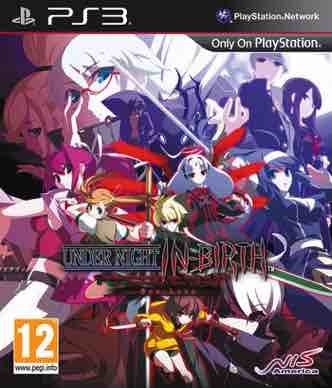 PS3
PlayStation®Network
Only On PlayStation®
UNDER NIGHT IN-BIRTH
12
www.pegi.info
NIS
America